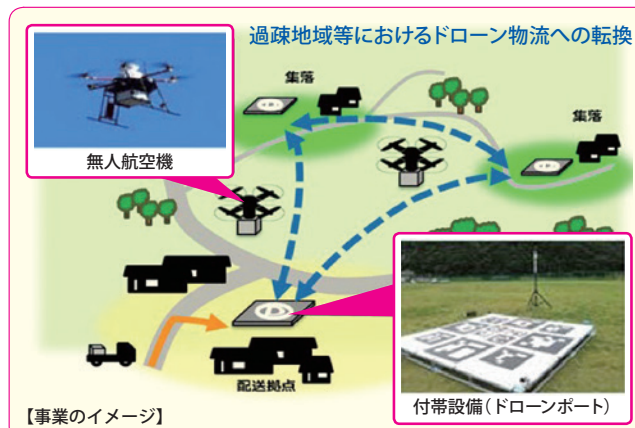 過疎地域等におけるドローン物流への転換
集落
集落
無人航空機
配送拠点
付帯設備(ドローンポート)
【事業のイメージ】